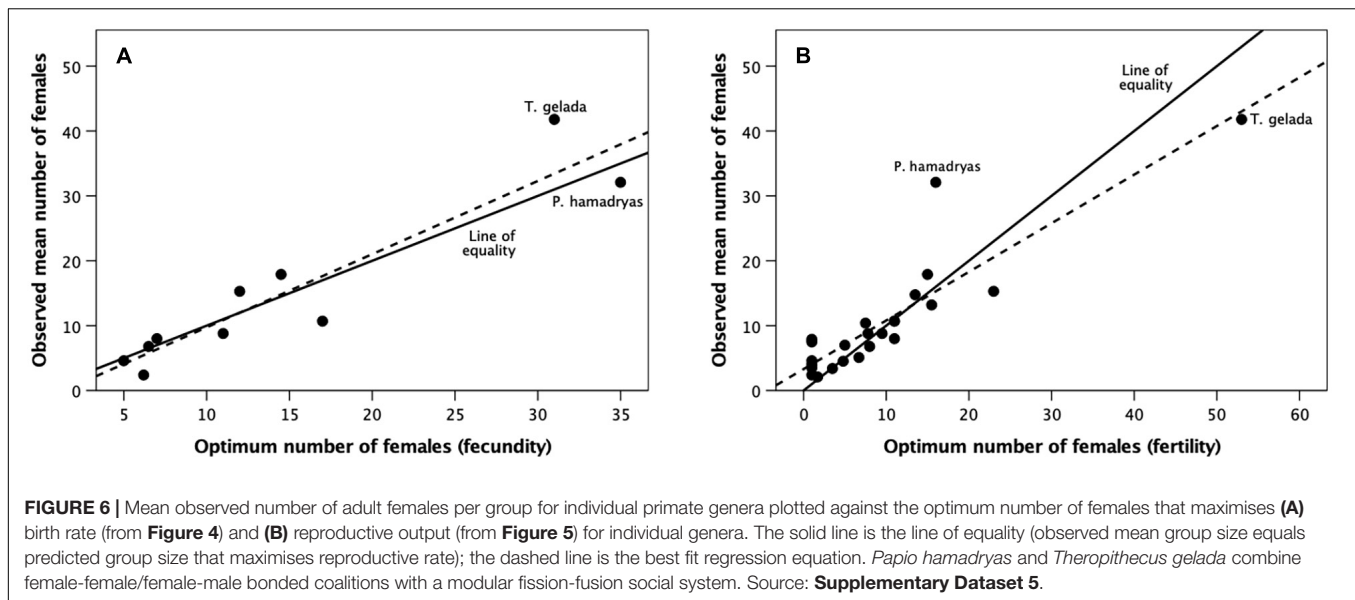 A
50
40
30
20
10
0
Observed mean number of females
T. gelada
P. hamadryas
Line of
equality
5
10
15
20
25
30
35
Optimum number of females (fecundity)
B
50
40
30
20
10
0
Observed mean number of females
Line of
equality
T. gelada
P. hamadryas
0
10
20
30
40
50
60
Optimum number of females (fertility)
FIGURE 6 | Mean observed number of adult females per group for individual primate genera plotted against the optimum number of females that maximises (A)
birth rate (from Figure 4) and (B) reproductive output (from Figure 5) for individual genera. The solid line is the line of equality (observed mean group size equals
predicted group size that maximises reproductive rate); the dashed line is the best fit regression equation. Papio hamadryas and Theropithecus gelada combine
female-female/female-male bonded coalitions with a modular fission-fusion social system. Source: Supplementary Dataset 5.